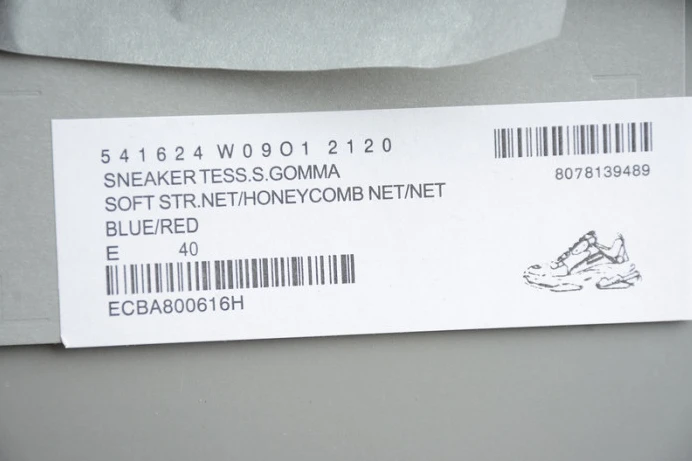 541624 W09O1 2120
SNEAKER TESS.S.GOMMA
SOFT STR.NET/HONEYCOMB NET/NET
BLUE/RED
E 40
ECBA800616H
8078139489